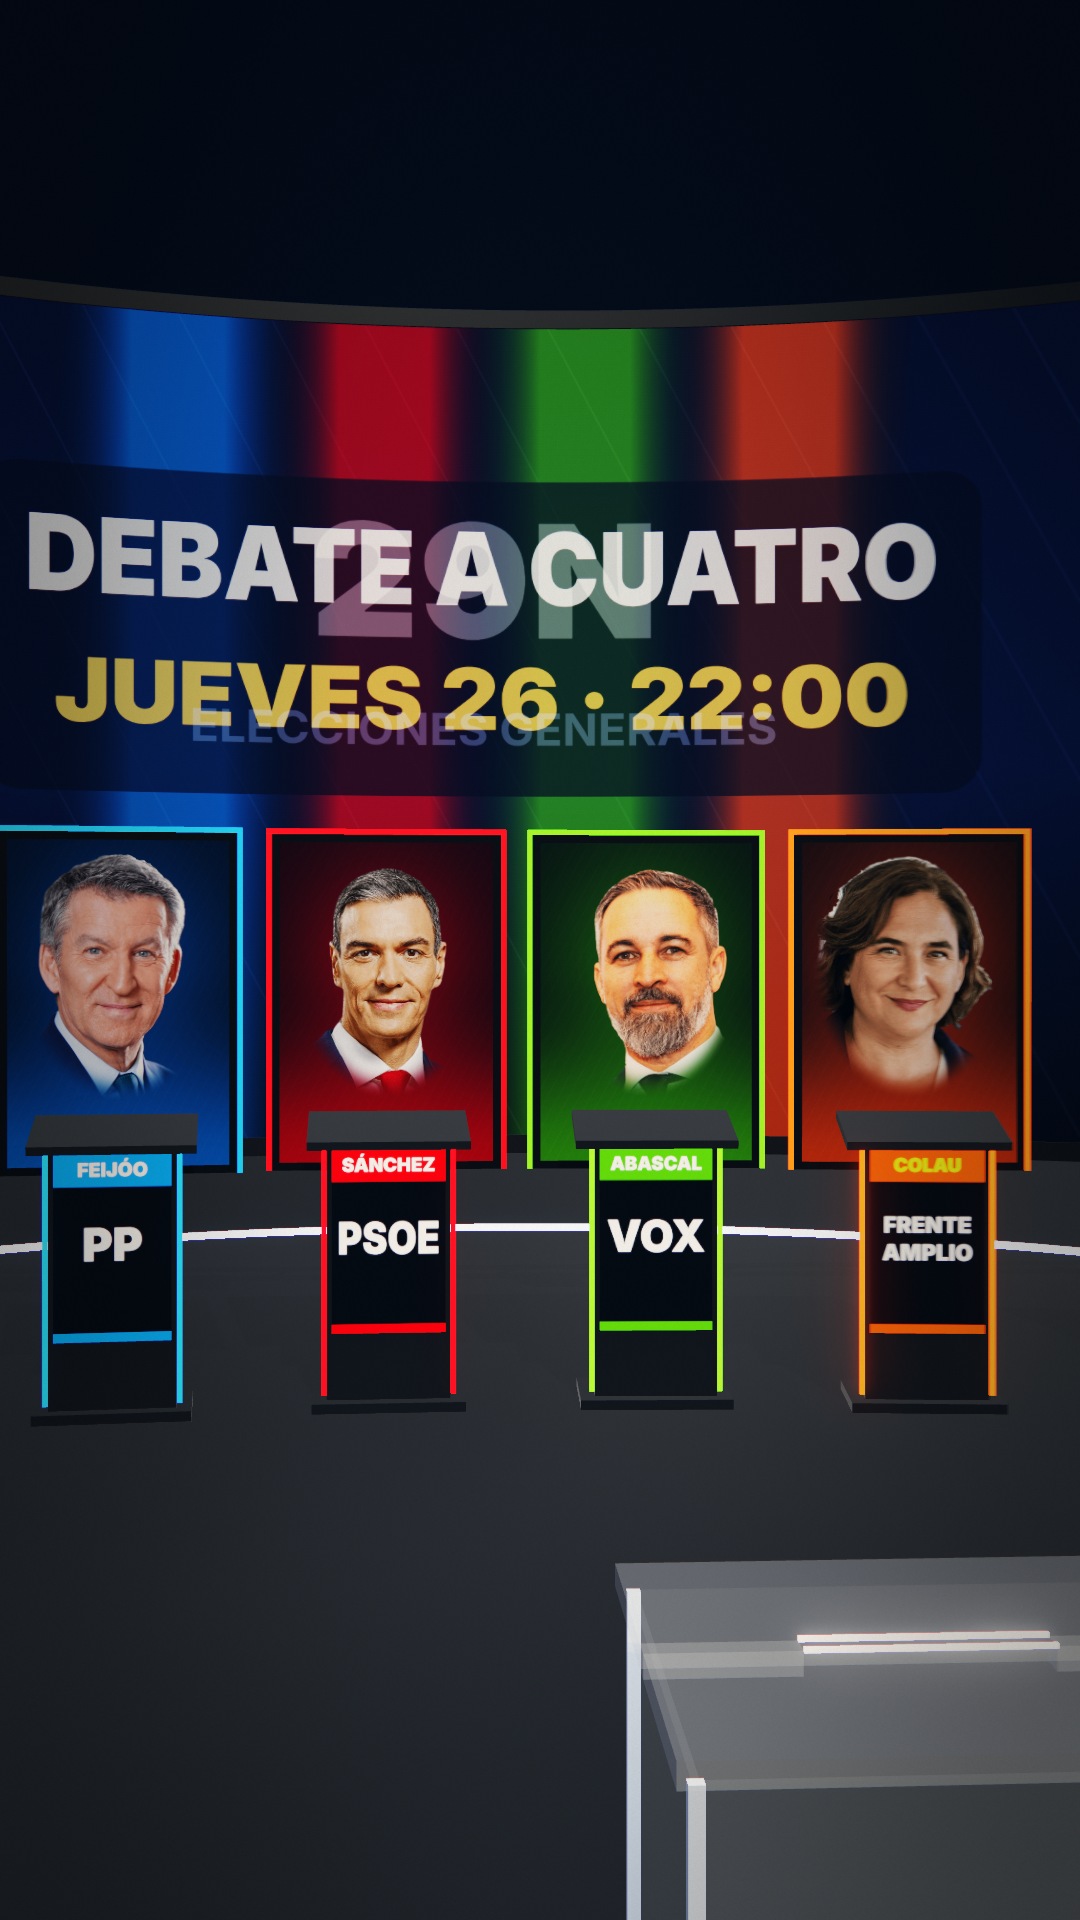 DEBATE A CUATRO
29N
JUEVES 26 · 22:00
ELECCIONES GENERALES
FEIJÓO
PP
SÁNCHEZ
PSOE
ABASCAL
VOX
COLAU
FRENTE
AMPLIO